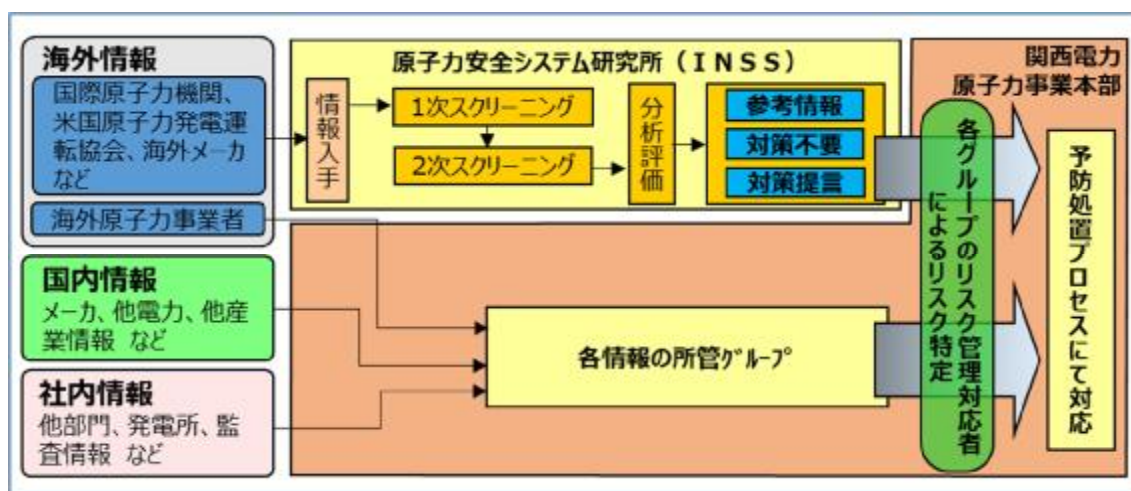 海外情報
国際原子力機関、
米国原子力発電運
転協会、海外メーカ
など
海外原子力事業者
国内情報
メーカ、他電力、他産
業情報 など
社内情報
他部門、発電所、監
査情報 など
原子力安全システム研究所（ＩＮＳＳ）
情報入手
1次スクリーニング
2次スクリーニング
分析評価
参考情報
対策不要
対策提言
各情報の所管ｸﾞﾙｰﾌﾟ
関西電力
原子力事業本部
各グループのリスク管理対応者
によるリスク特定
予防処置プロセスにて対応